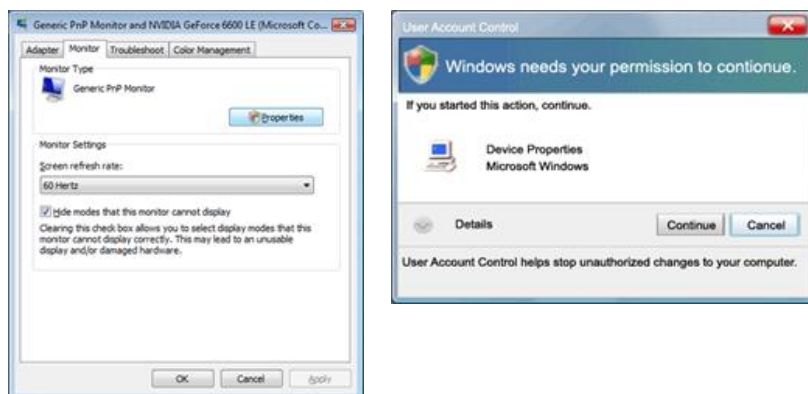 Generic PnP Monitor and NVIDIA GeForce 6600 LE (Microsoft Co...
Adapter Monitor Troubleshoot Color Management
Monitor Type
Generic PnP Monitor
Properties
Monitor Settings
Screen refresh rate:
60 Hertz
Hide modes that this monitor cannot display
Clearing this check box allows you to select display modes that this
monitor cannot display correctly. This may lead to an unusable
display and/or damaged hardware.
OK Cancel Apply
User Account Control
Windows needs your permission to contionue.
If you started this action, continue.
Device Properties
Microsoft Windows
Details Continue Cancel
User Account Control helps stop unauthorized changes to your computer.